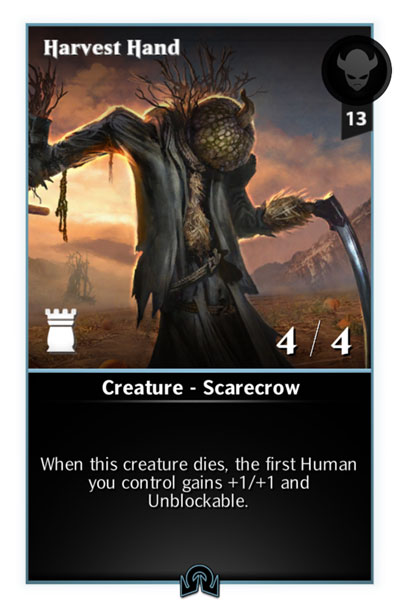 Harvest Hand
13
4 / 4
Creature - Scarecrow
When this creature dies, the first Human
you control gains +1/+1 and
Unblockable.